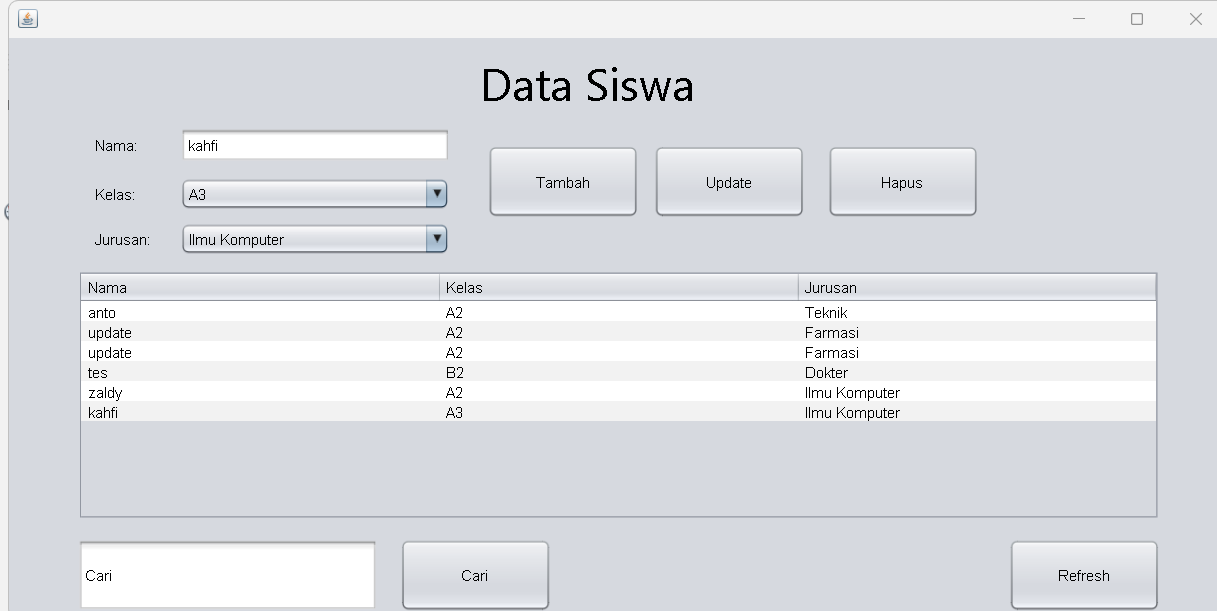 Data Siswa
Nama: kahfi
Kelas: A3
Jurusan: Ilmu Komputer
Tambah Update Hapus
Nama Kelas Jurusan
anto A2 Teknik
update A2 Farmasi
update A2 Farmasi
tes B2 Dokter
zaldy A2 Ilmu Komputer
kahfi A3 Ilmu Komputer
Cari Cari Refresh